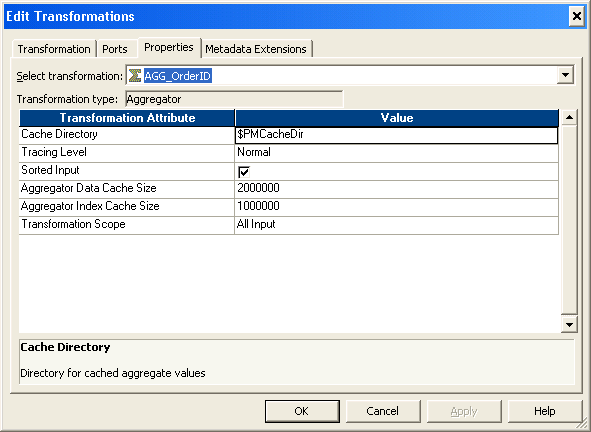 Edit Transformations
Transformation Ports Properties Metadata Extensions
Select transformation: AGG_OrderID
Transformation type: Aggregator
Transformation Attribute Value
Cache Directory $PMCacheDir
Tracing Level Normal
Sorted Input
Aggregator Data Cache Size 2000000
Aggregator Index Cache Size 1000000
Transformation Scope All Input
Cache Directory
Directory for cached aggregate values
OK Cancel Apply Help